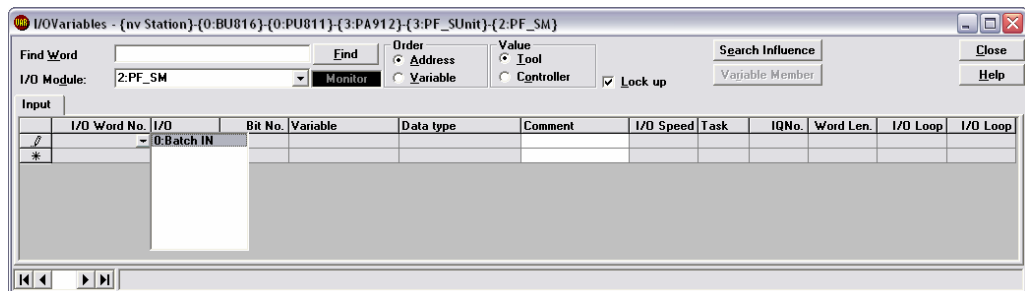 VAR I/OVariables - {nv Station}-{0:BU816}-{0:PU811}-{3:PA912}-{3:PF_SUnit}-{2:PF_SM}
Find Word Find Order Value Search Influence Close
Address Tool
I/O Module: 2:PF_SM Monitor Variable Controller Lock up Variable Member Help
Input
I/O Word No. I/O Bit No. Variable Data type Comment I/O Speed Task IQNo. Word Len. I/O Loop I/O Loop
0:Batch IN